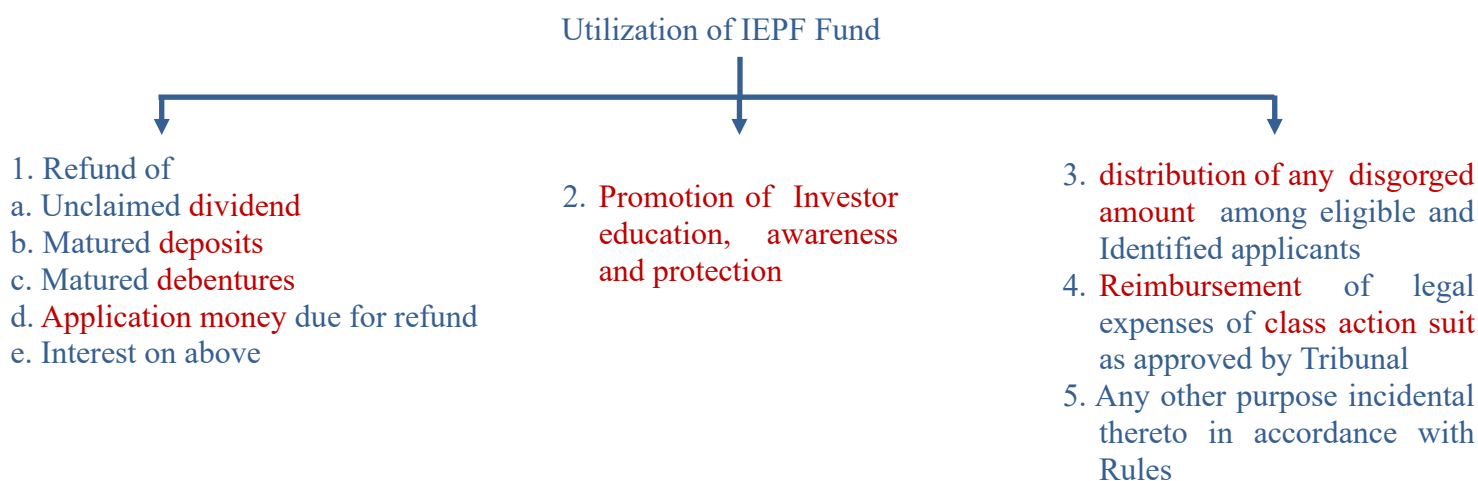 Utilization of IEPF Fund
1. Refund of
a. Unclaimed dividend
b. Matured deposits
c. Matured debentures
d. Application money due for refund
e. Interest on above
2. Promotion of Investor
education, awareness
and protection
3. distribution of any disgorged
amount among eligible and
Identified applicants
4. Reimbursement of legal
expenses of class action suit
as approved by Tribunal
5. Any other purpose incidental
thereto in accordance with
Rules